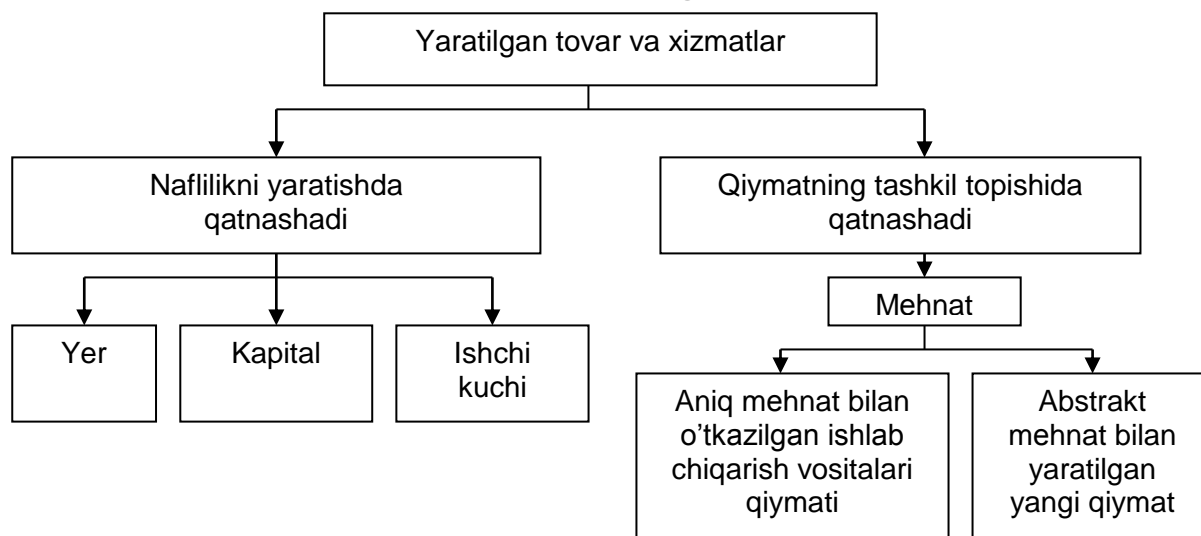 Yaratilgan tovar va xizmatlar
Naflilikni yaratishda
qatnashadi
Qiymatning tashkil topishida
qatnashadi
Mehnat
Yer
Kapital
Ishchi
kuchi
Aniq mehnat bilan
o’tkazilgan ishlab
chiqarish vositalari
qiymati
Abstrakt
mehnat bilan
yaratilgan
yangi qiymat